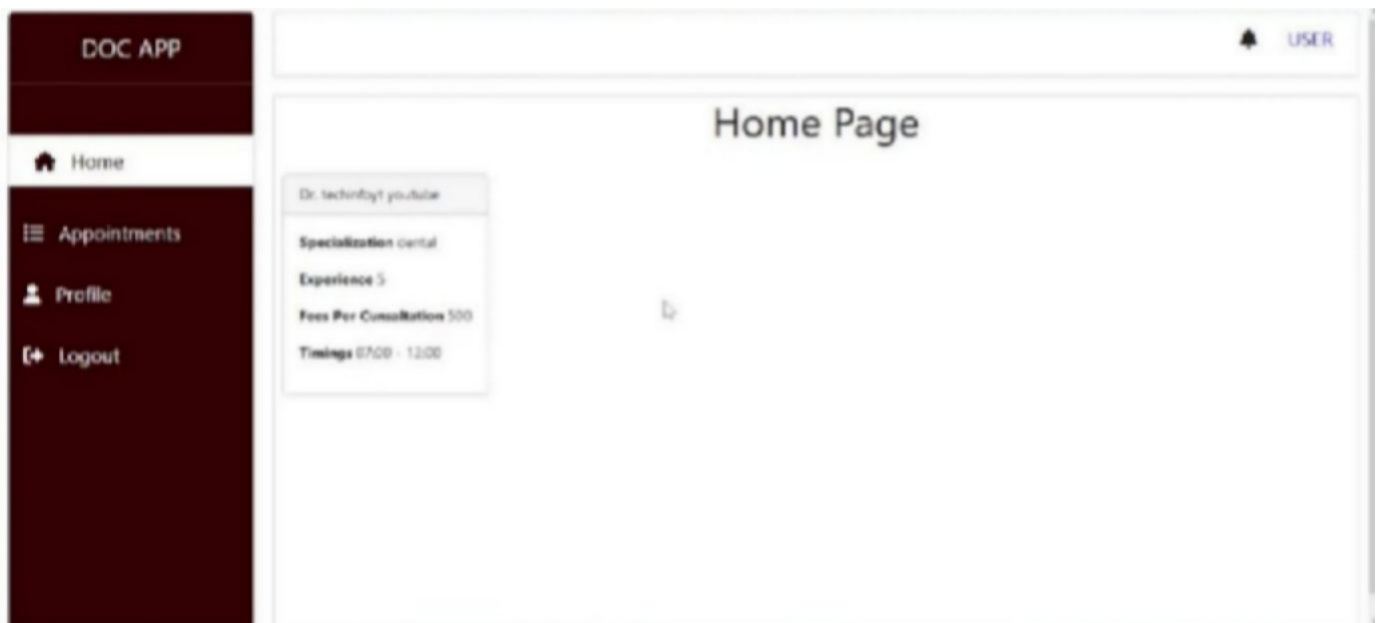 DOC APP
USER
Home Page
Home
Appointments
Profile
Logout
Dr. techinfoyt youtube
Specialization dental
Experience 5
Fees Per Cunsaltation 500
Timings 07:00 - 12:00